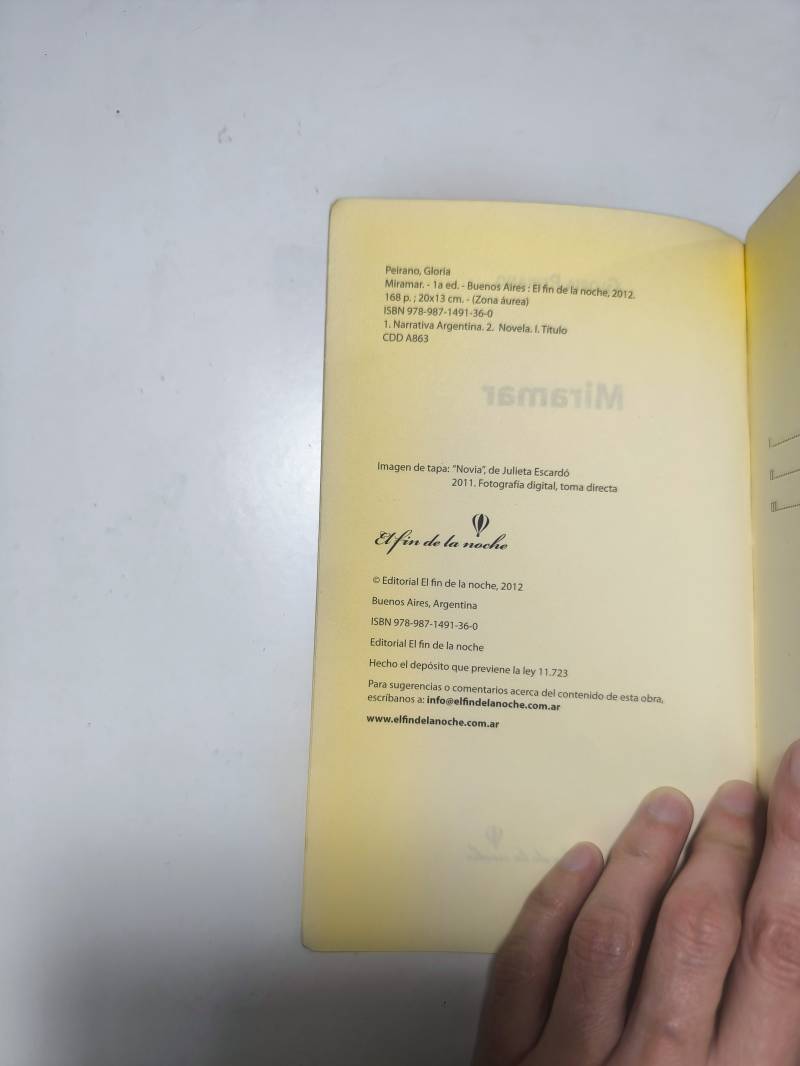 Peirano, Gloria
Miramar. - 1a ed. - Buenos Aires : El fin de la noche, 2012.
168 p. ; 20x13 cm. - (Zona áurea)
ISBN 978-987-1491-36-0
1. Narrativa Argentina. 2. Novela. I. Título
CDD A863
Miramar
Imagen de tapa: "Novia", de Julieta Escardó
2011. Fotografía digital, toma directa
El fin de la noche
© Editorial El fin de la noche, 2012
Buenos Aires, Argentina
ISBN 978-987-1491-36-0
Editorial El fin de la noche
Hecho el depósito que previene la ley 11.723
Para sugerencias o comentarios acerca del contenido de esta obra,
escríbanos a: info@elfindelanoche.com.ar
www.elfindelanoche.com.ar